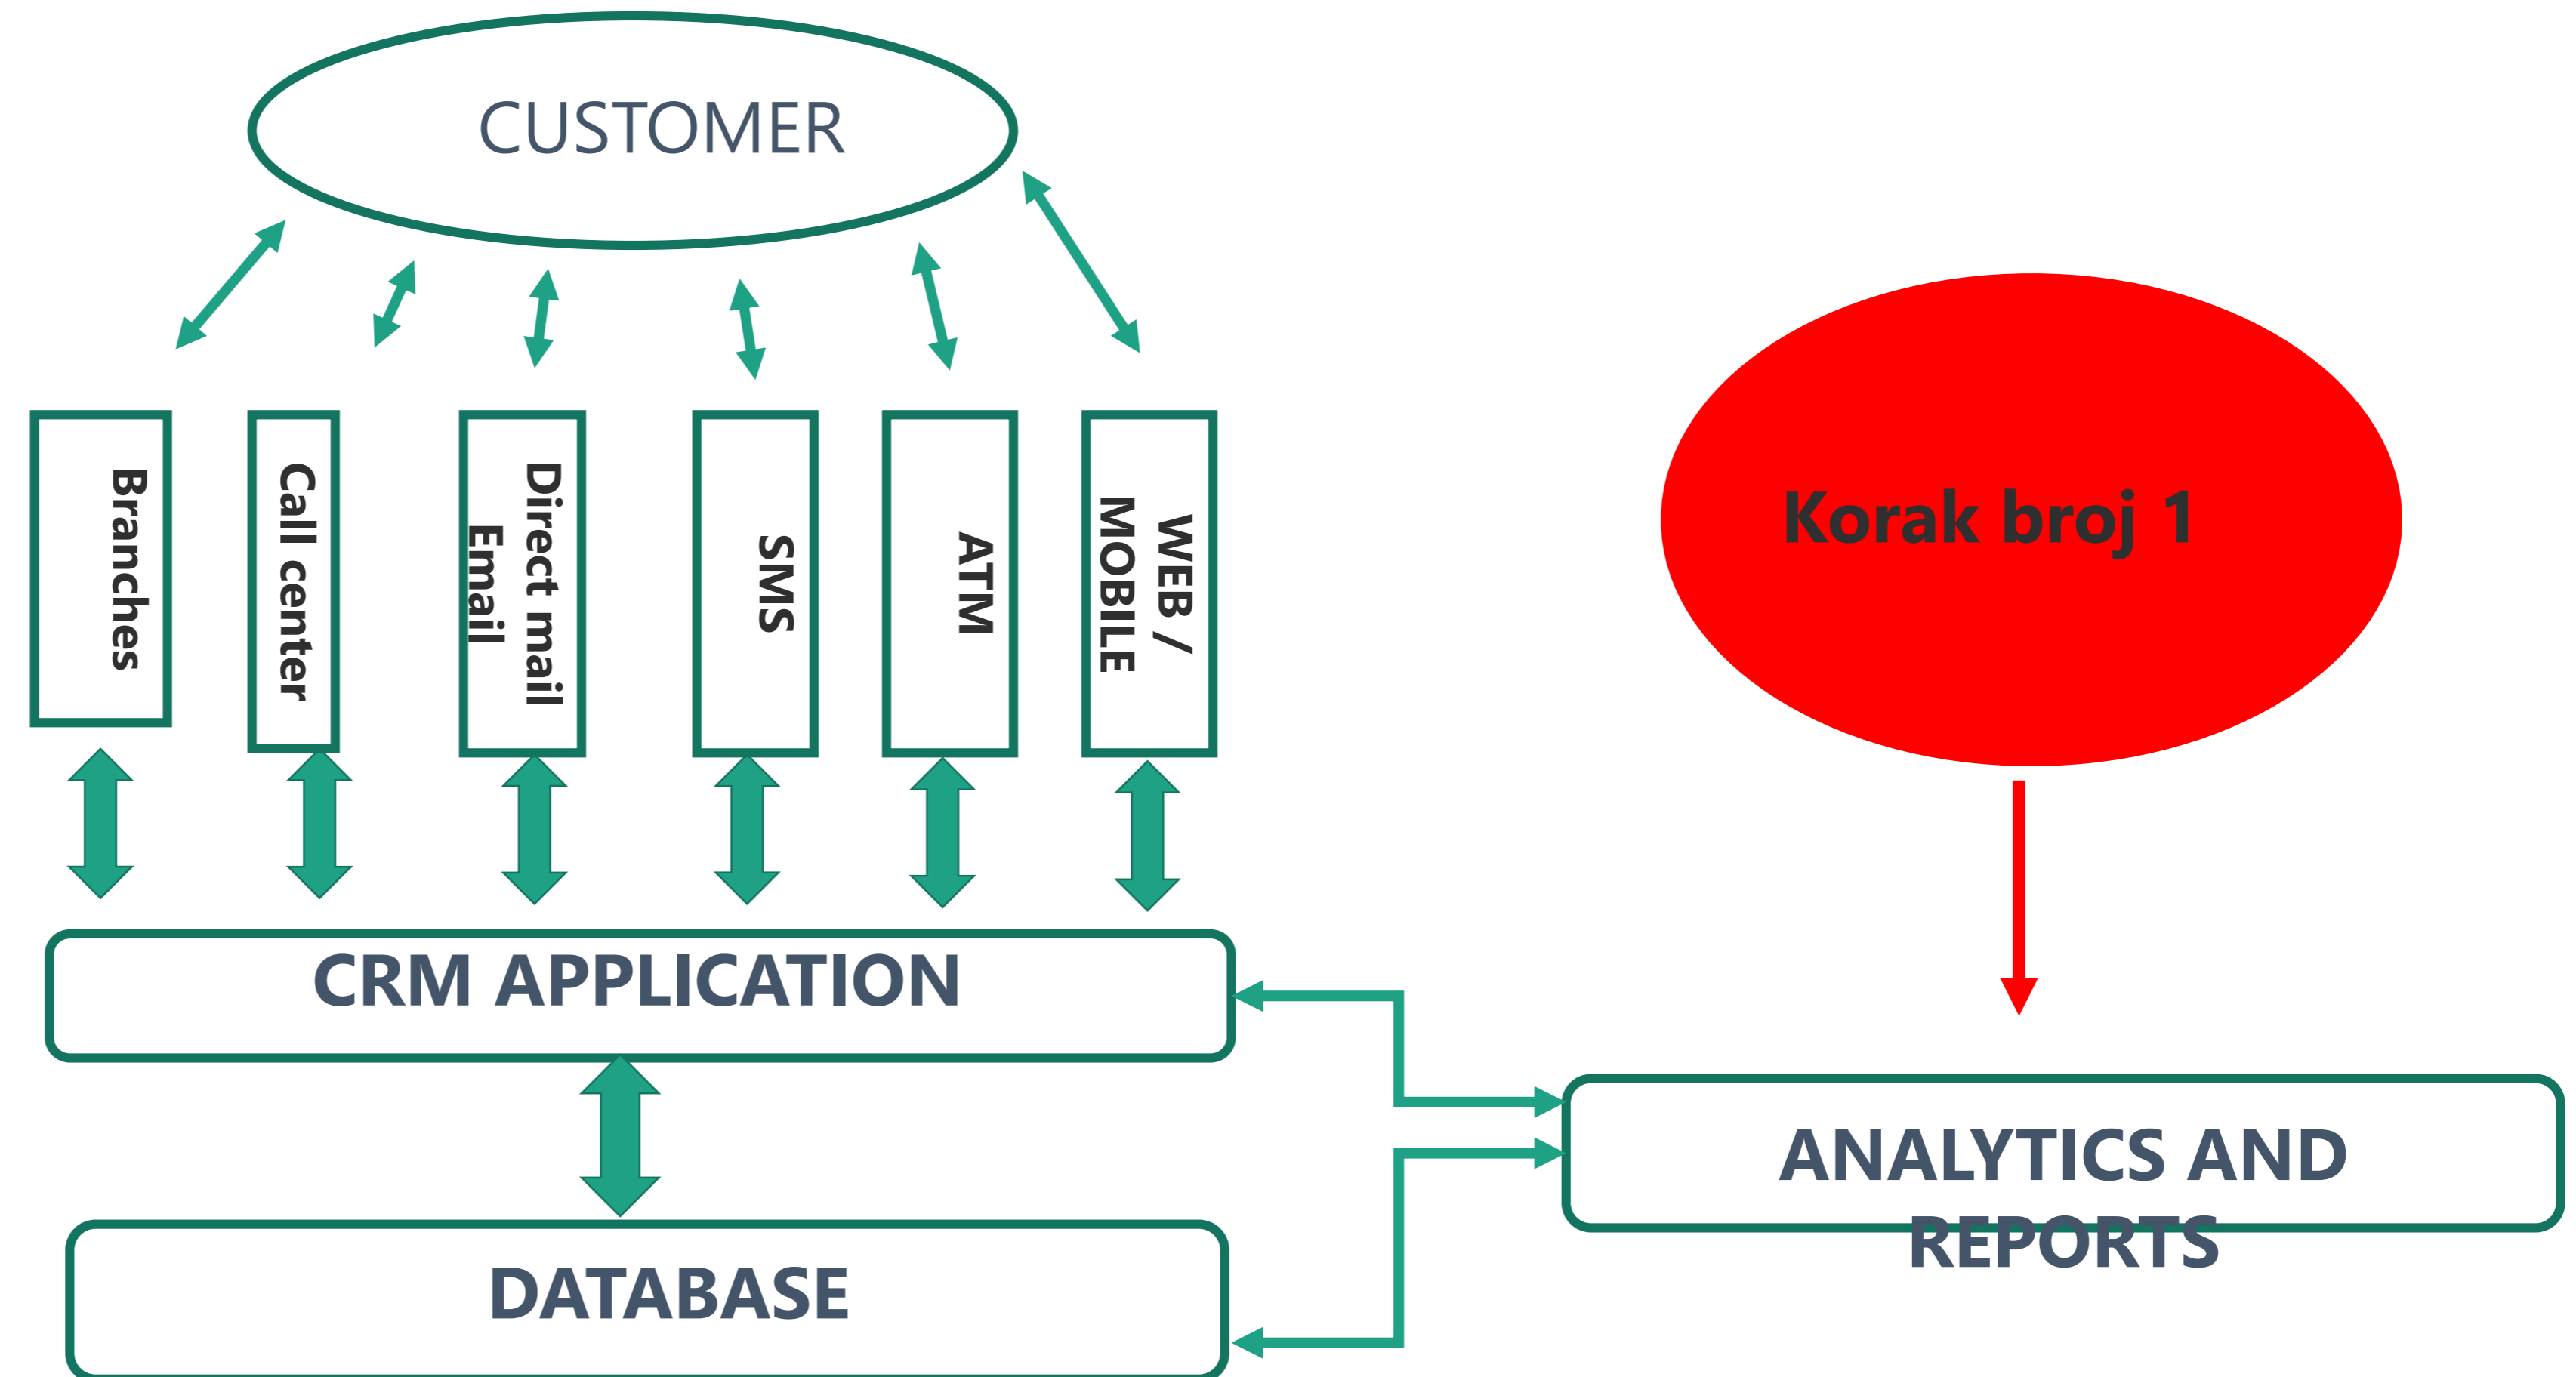 CUSTOMER
Branches
Call center
Direct mail
Email
SMS
ATM
WEB /
MOBILE
Korak broj 1
CRM APPLICATION
ANALYTICS AND
REPORTS
DATABASE